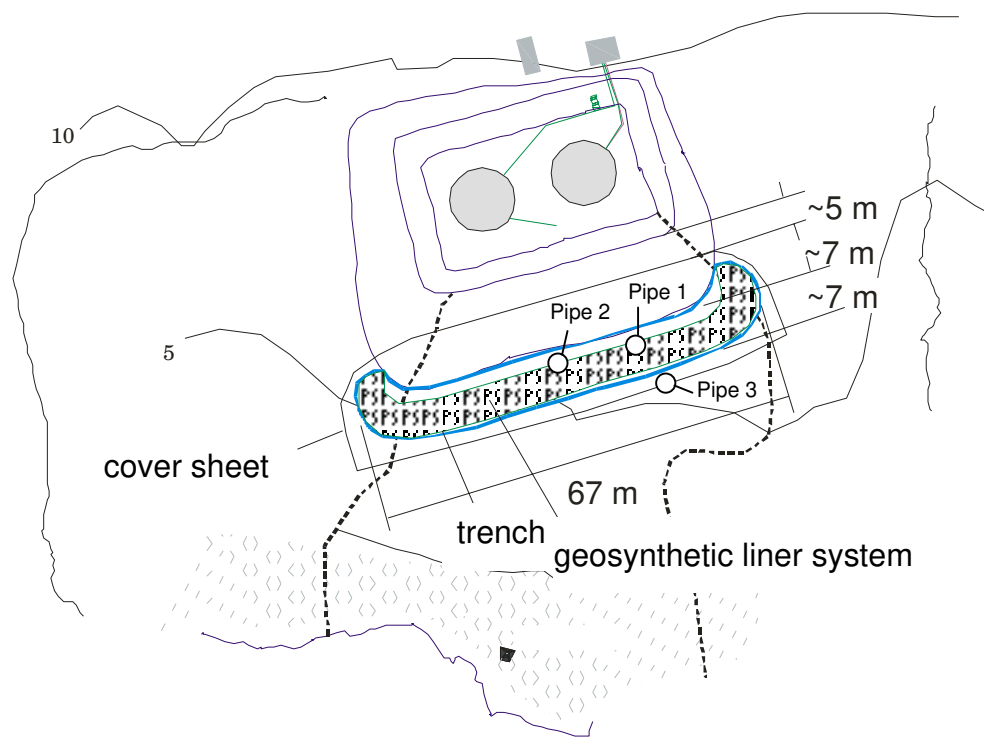 10
~5 m
~7 m
~7 m
Pipe 1
Pipe 2
5
Pipe 3
cover sheet
67 m
trench
geosynthetic liner system